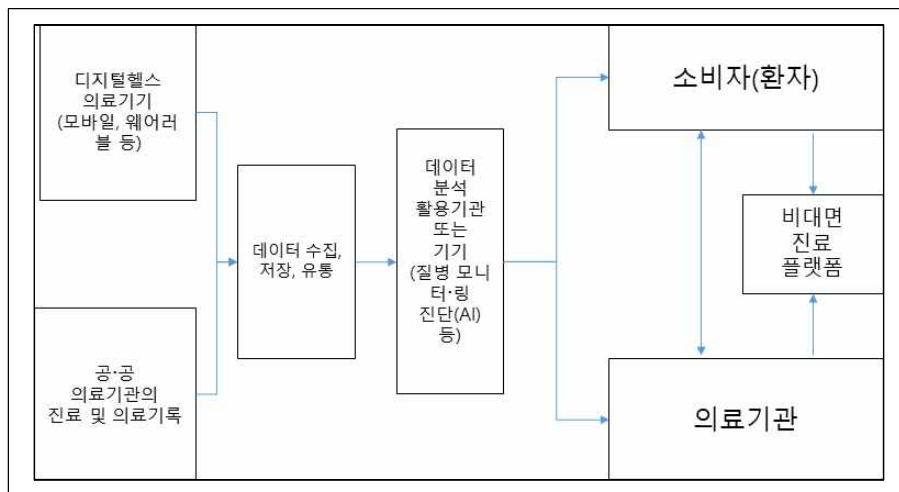 디지털헬스
의료기기
(모바일, 웨어러
블 등)
공·공
의료기관의
진료 및 의료기록
데이터 수집,
저장, 유통
데이터
분석
활용기관
또는
기기
(질병 모니
터·링
진단(AI)
등)
소비자(환자)
비대면
진료
플랫폼
의료기관